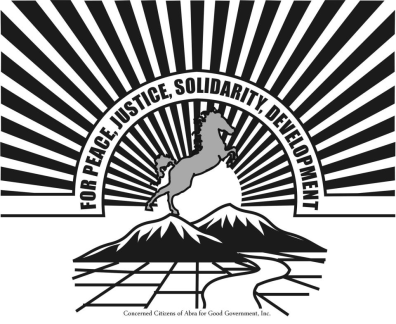 FOR PEACE, JUSTICE, SOLIDARITY, DEVELOPMENT
Concerned Citizens of Abra for Good Government, Inc.